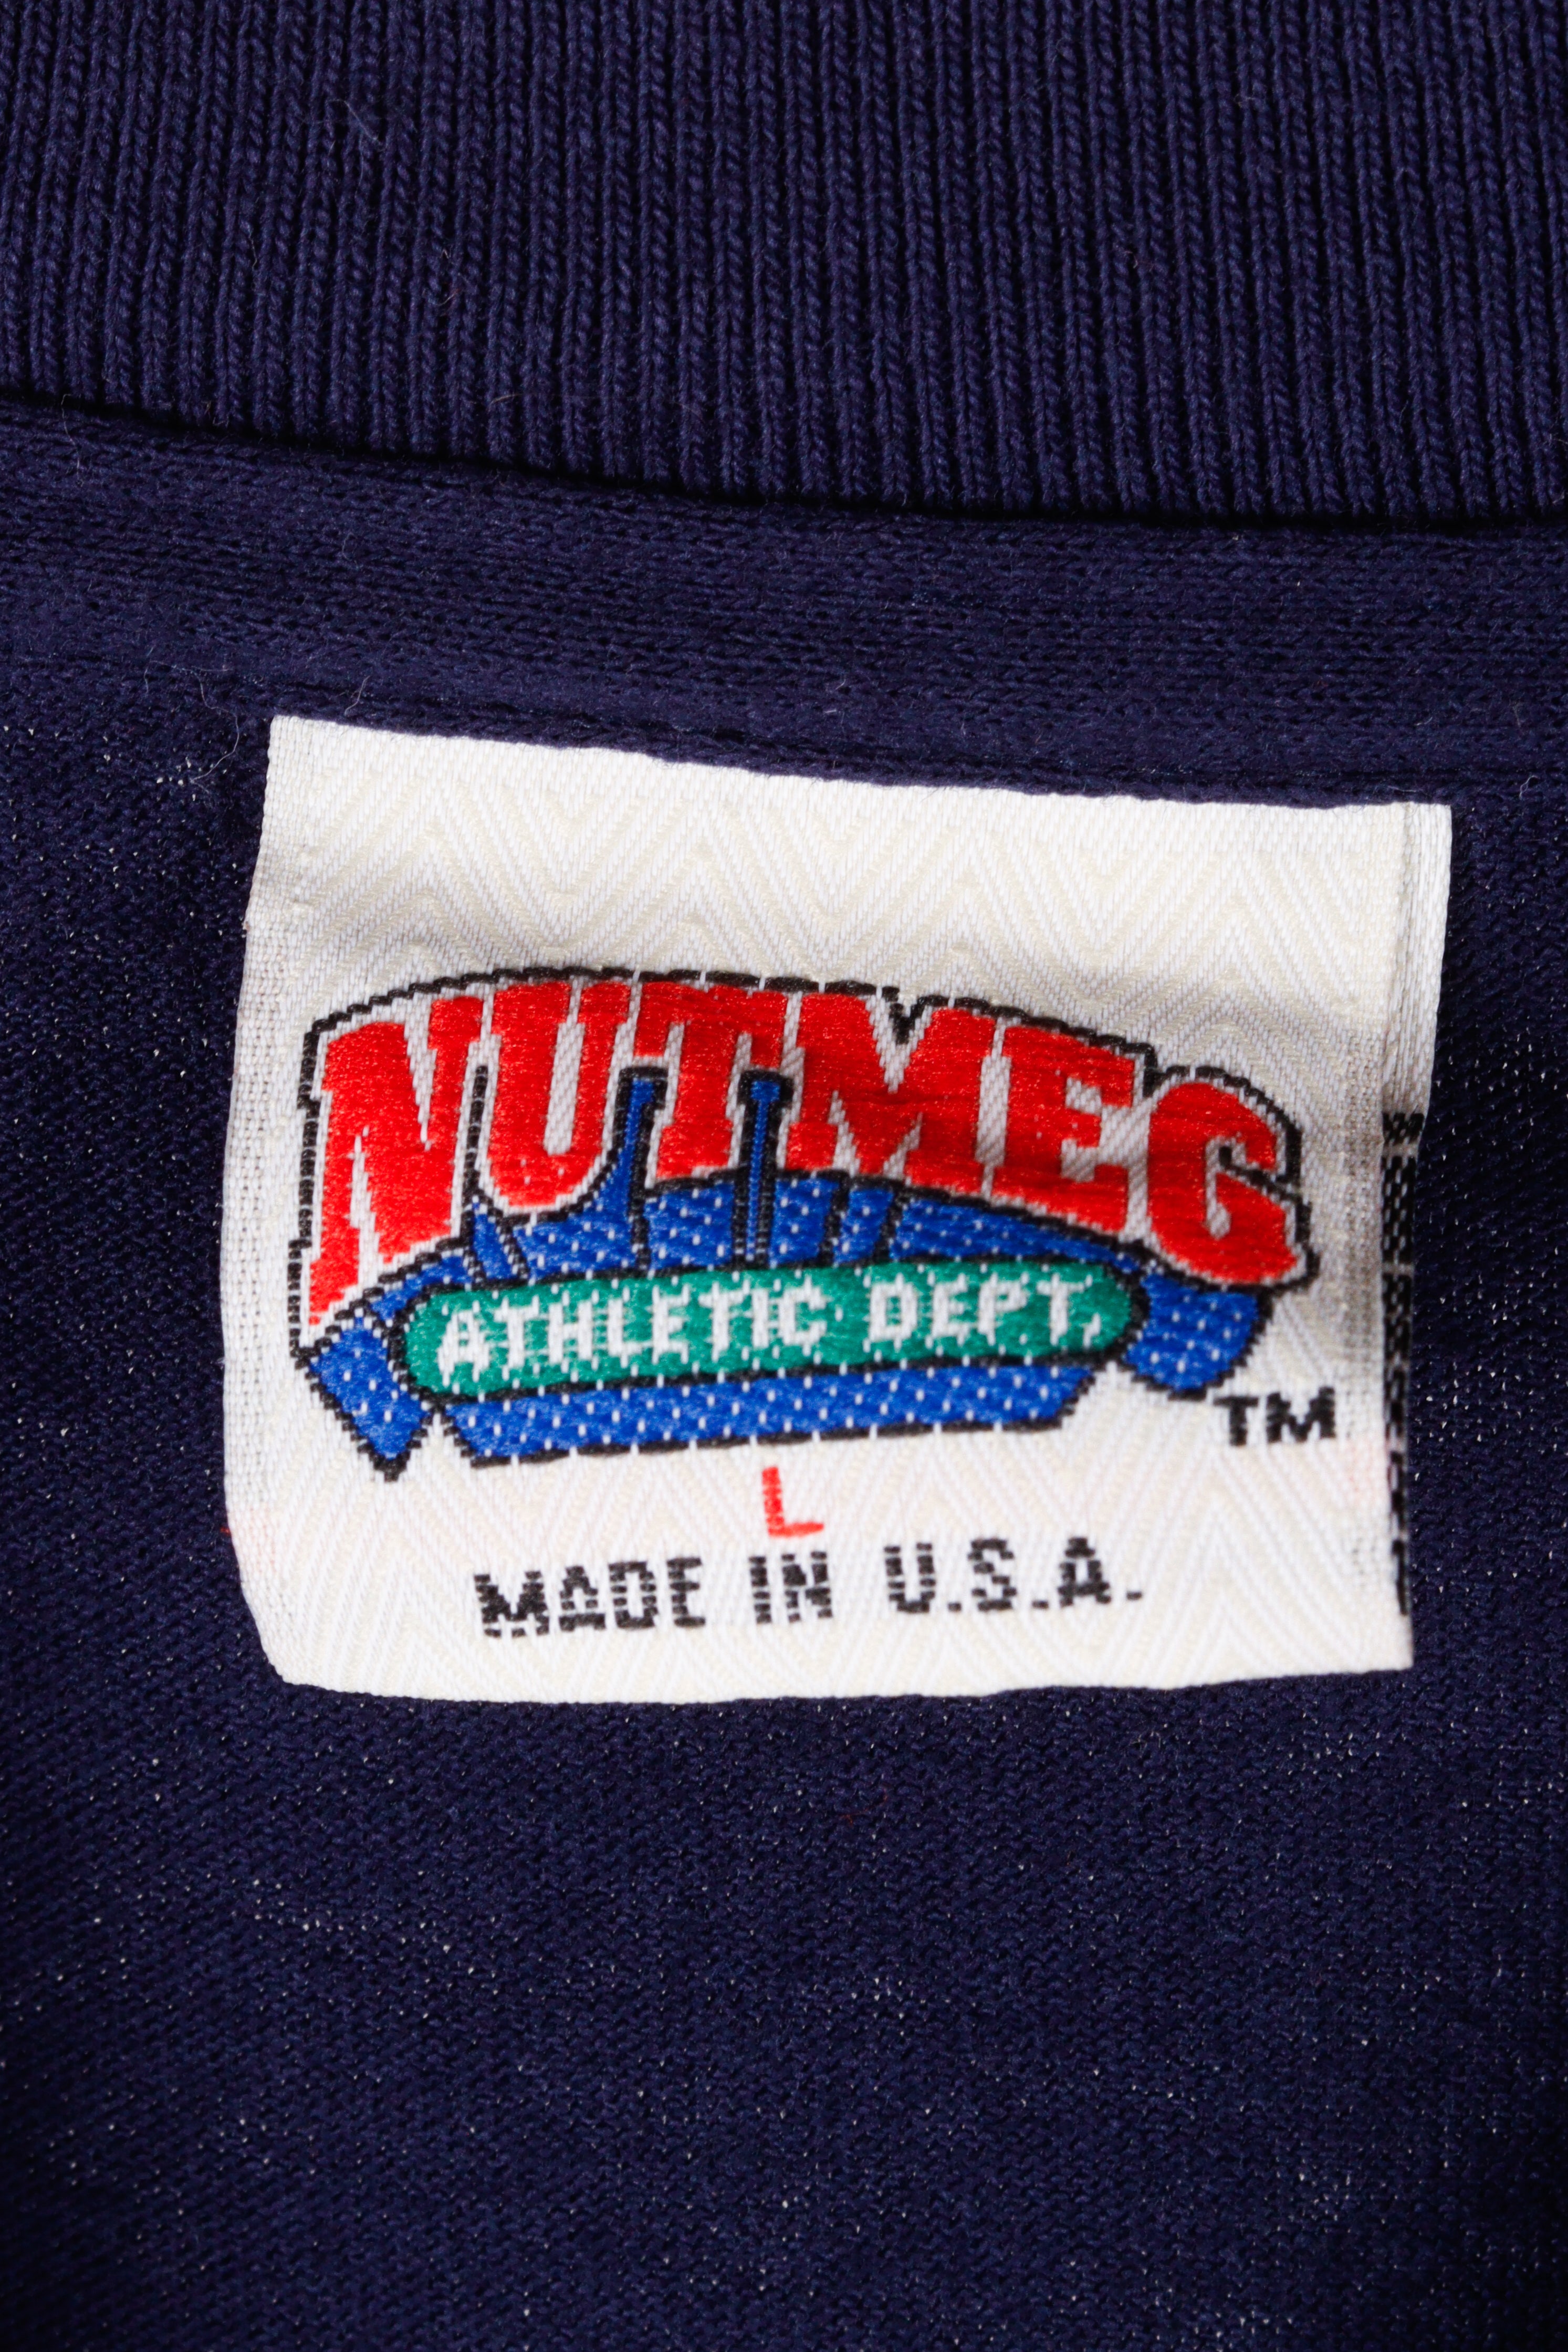 NUTMEG
ATHLETIC DEPT.
TM
L
MADE IN U.S.A.